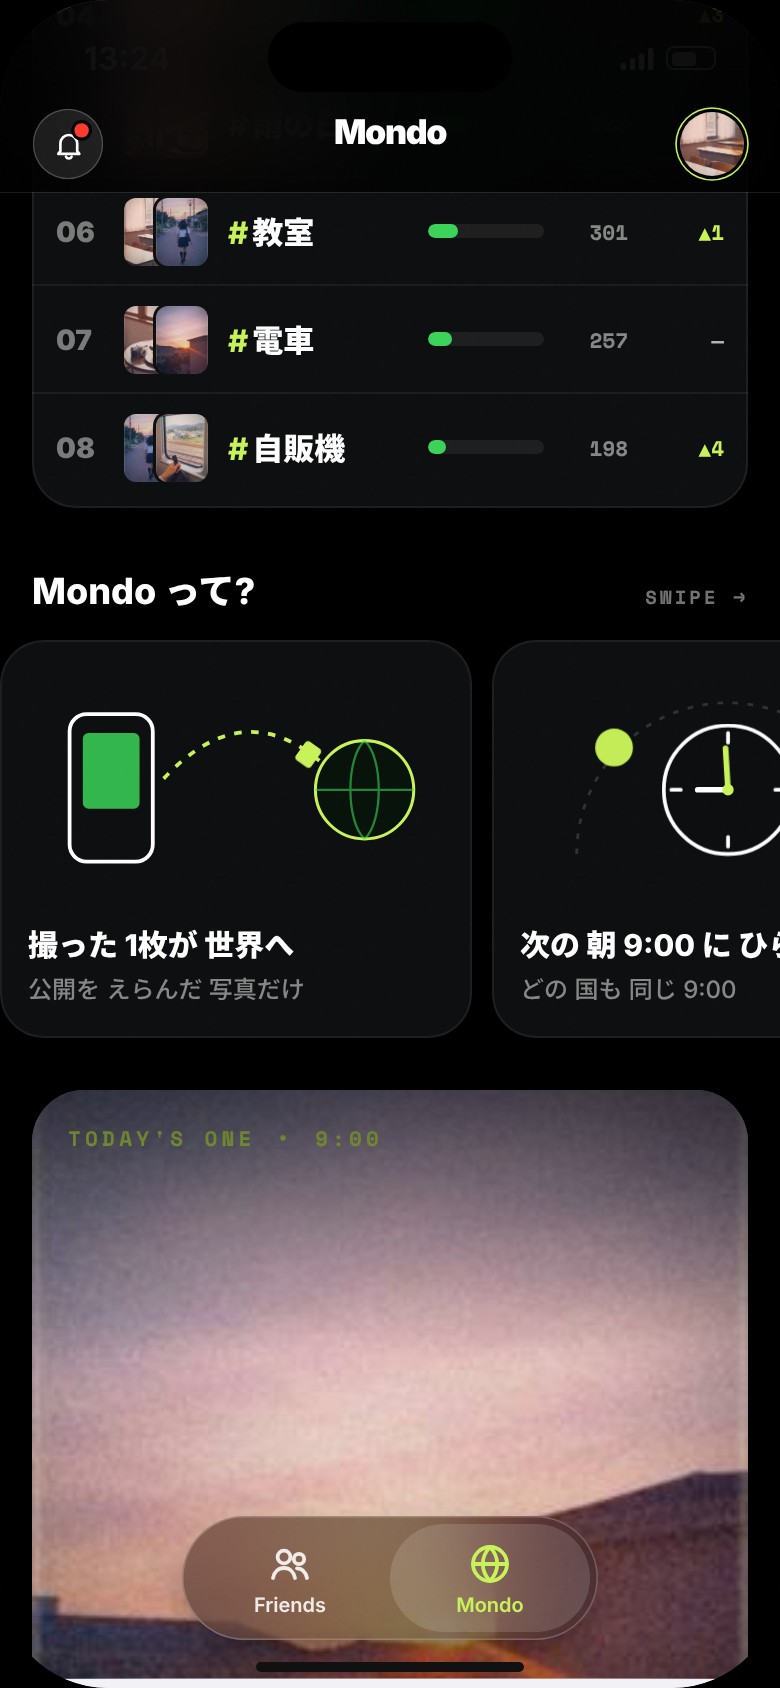 13:24
Mondo
06 #教室 301 ▲1
07 #電車 257 –
08 #自販機 198 ▲4
Mondo って?
SWIPE →
撮った 1枚が 世界へ
公開を えらんだ 写真だけ
次の 朝 9:00 に ひら
どの 国も 同じ 9:00
TODAY'S ONE • 9:00
Friends
Mondo